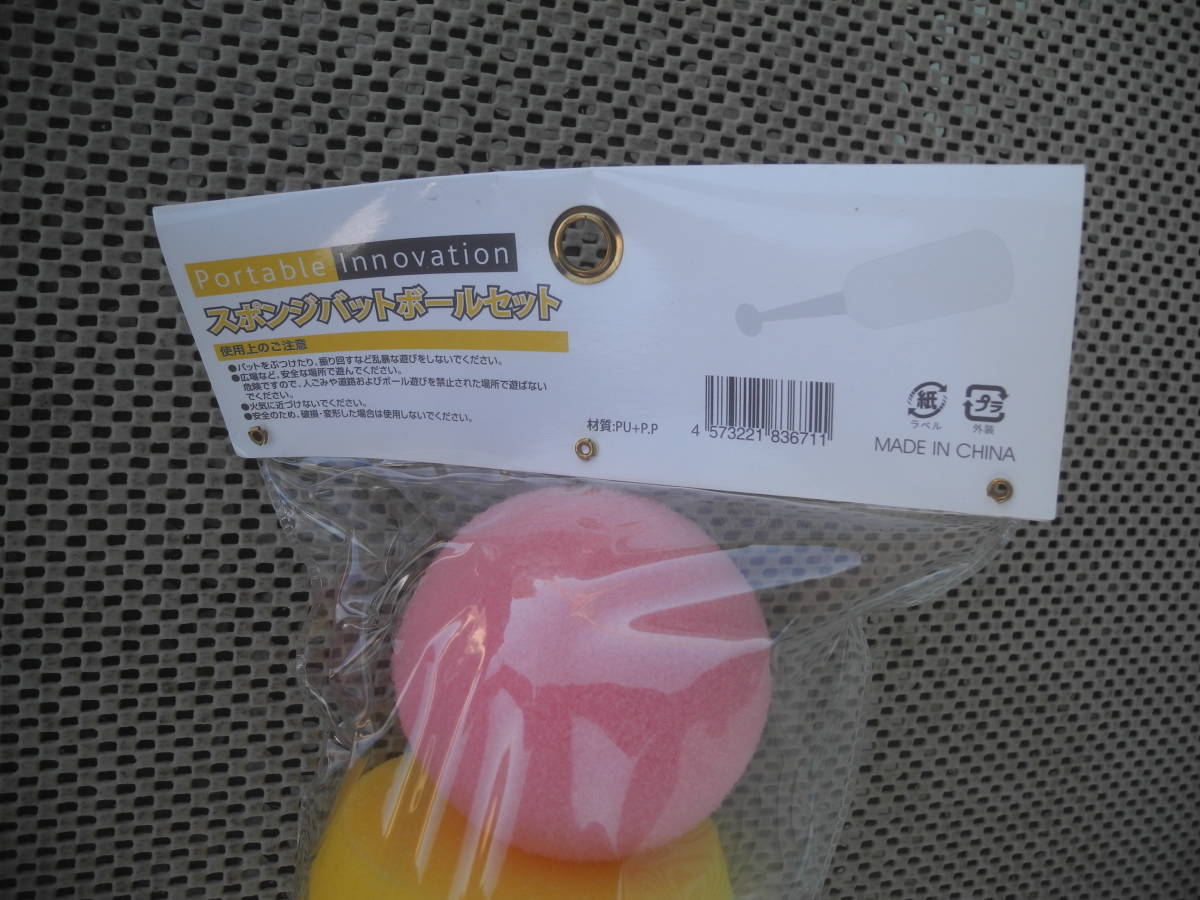 Portable Innovation
スポンジバットボールセット
使用上のご注意
●バットをぶつけたり、振り回すなど乱暴な遊びをしないでください。
●広場など、安全な場所で遊んでください。
危険ですので、人ごみや道路およびボール遊びを禁止された場所で遊ばない
でください。
●火気に近づけないでください。
●安全のため、破損・変形した場合は使用しないでください。
材質:PU+P.P
4 573221 836711
紙
ラベル
プラ
外装
MADE IN CHINA